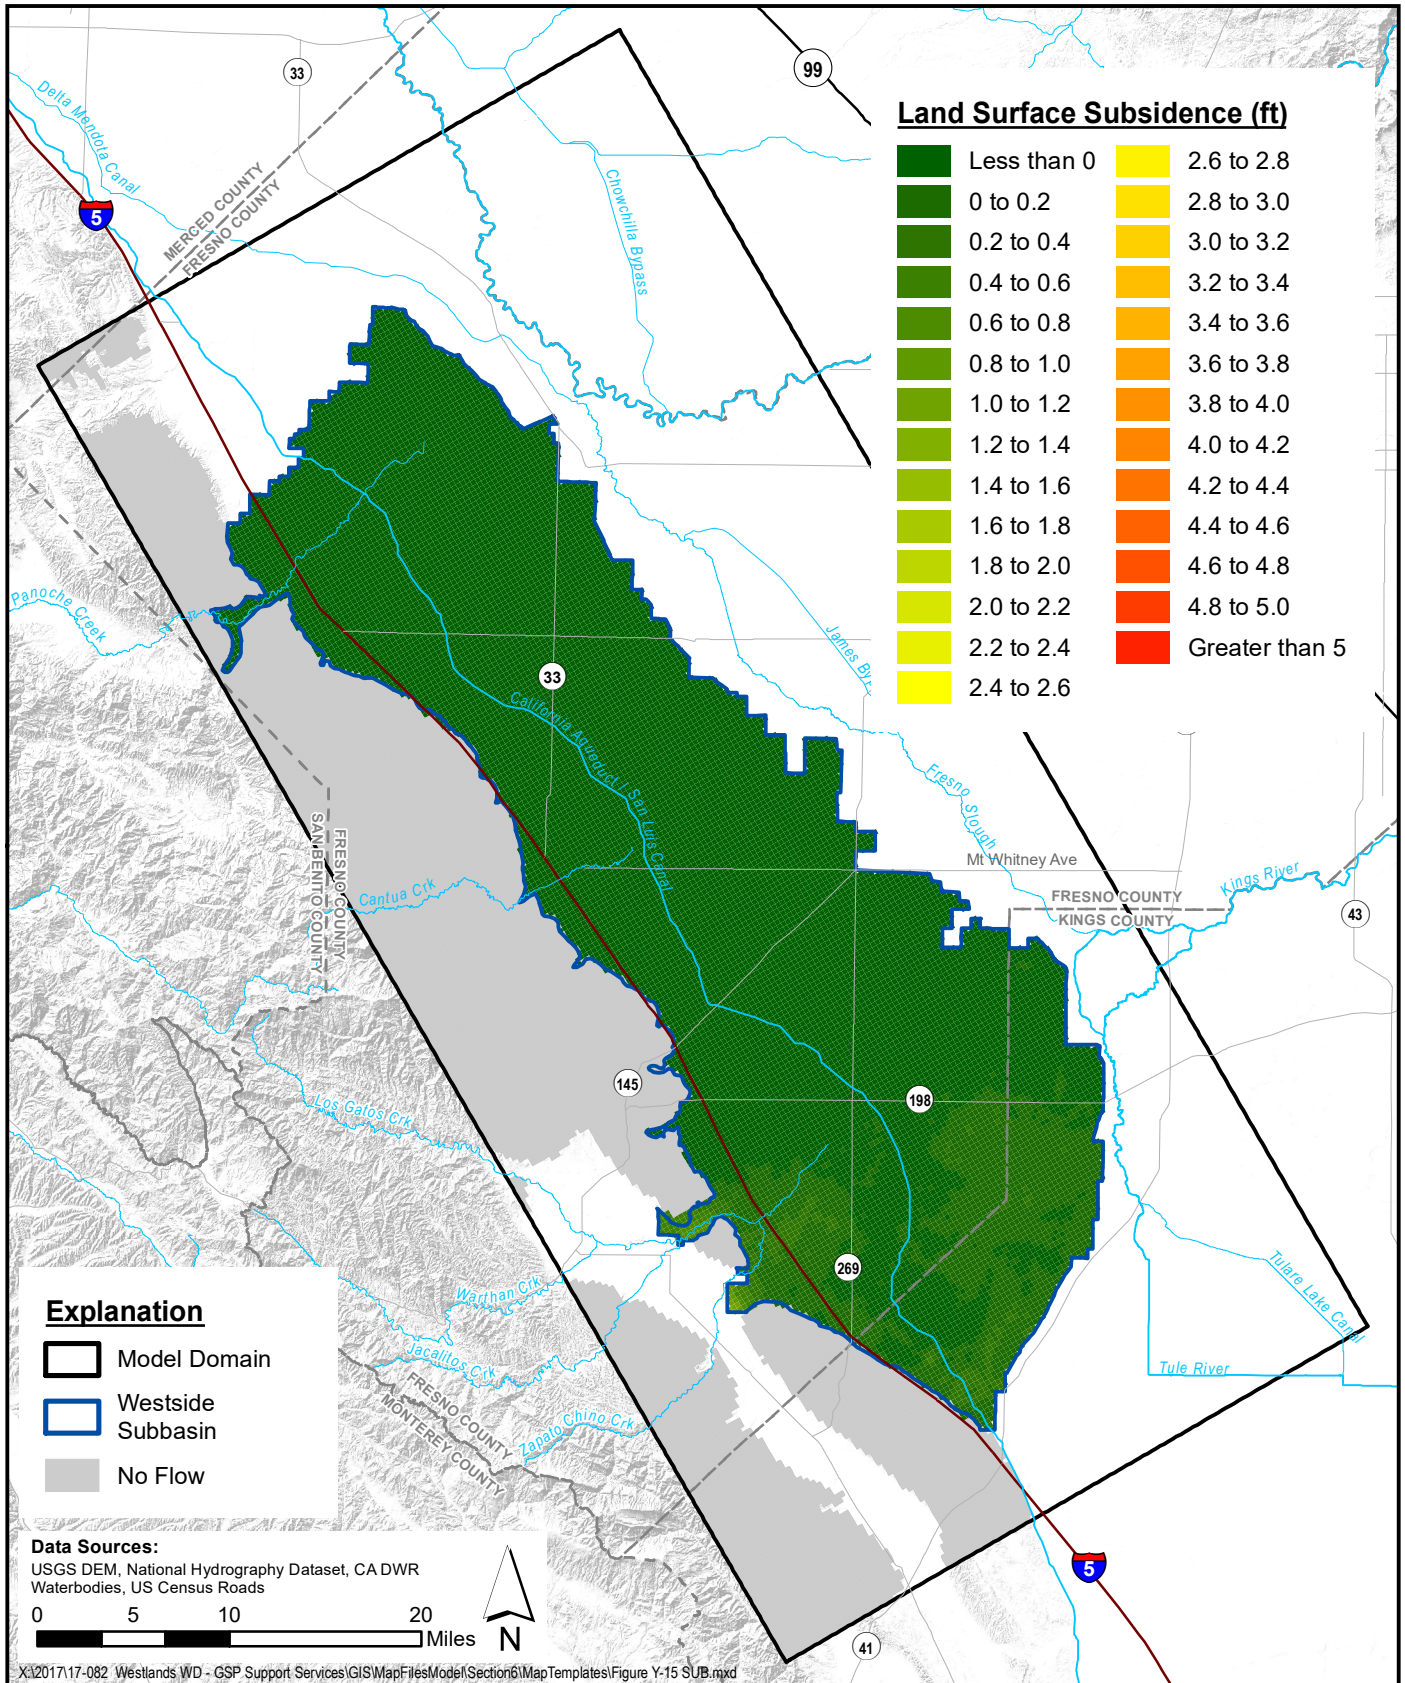 33
99
Delta Mendota Canal
5
MERCED COUNTY
FRESNO COUNTY
Chowchilla Bypass
Land Surface Subsidence (ft)
Less than 0
0 to 0.2
0.2 to 0.4
0.4 to 0.6
0.6 to 0.8
0.8 to 1.0
1.0 to 1.2
1.2 to 1.4
1.4 to 1.6
1.6 to 1.8
1.8 to 2.0
2.0 to 2.2
2.2 to 2.4
2.4 to 2.6
2.6 to 2.8
2.8 to 3.0
3.0 to 3.2
3.2 to 3.4
3.4 to 3.6
3.6 to 3.8
3.8 to 4.0
4.0 to 4.2
4.2 to 4.4
4.4 to 4.6
4.6 to 4.8
4.8 to 5.0
Greater than 5
Panoche Creek
James By
33
California Aqueduct / San Luis Canal
Fresno Slough
SAN BENITO COUNTY
FRESNO COUNTY
Mt Whitney Ave
Kings River
Cantua Crk
FRESNO COUNTY
KINGS COUNTY
43
145
198
Los Gatos Crk
269
Warthan Crk
Tulare Lake Canal
Jacalitos Crk
Tule River
FRESNO COUNTY
MONTEREY COUNTY
Zapato Chino Crk
Explanation
Model Domain
Westside
Subbasin
No Flow
5
41
Data Sources:
USGS DEM, National Hydrography Dataset, CA DWR
Waterbodies, US Census Roads
0 5 10 20
Miles
N
X:\2017\17-082 Westlands WD - GSP Support Services\GIS\MapFiles\Model\Section6\MapTemplates\Figure Y-15 SUB.mxd